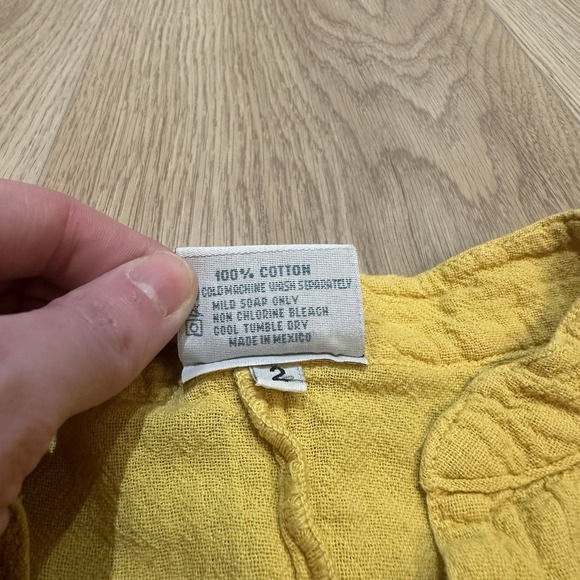 100% COTTON
COLD MACHINE WASH SEPARATELY
MILD SOAP ONLY
NON CHLORINE BLEACH
COOL TUMBLE DRY
MADE IN MEXICO
2